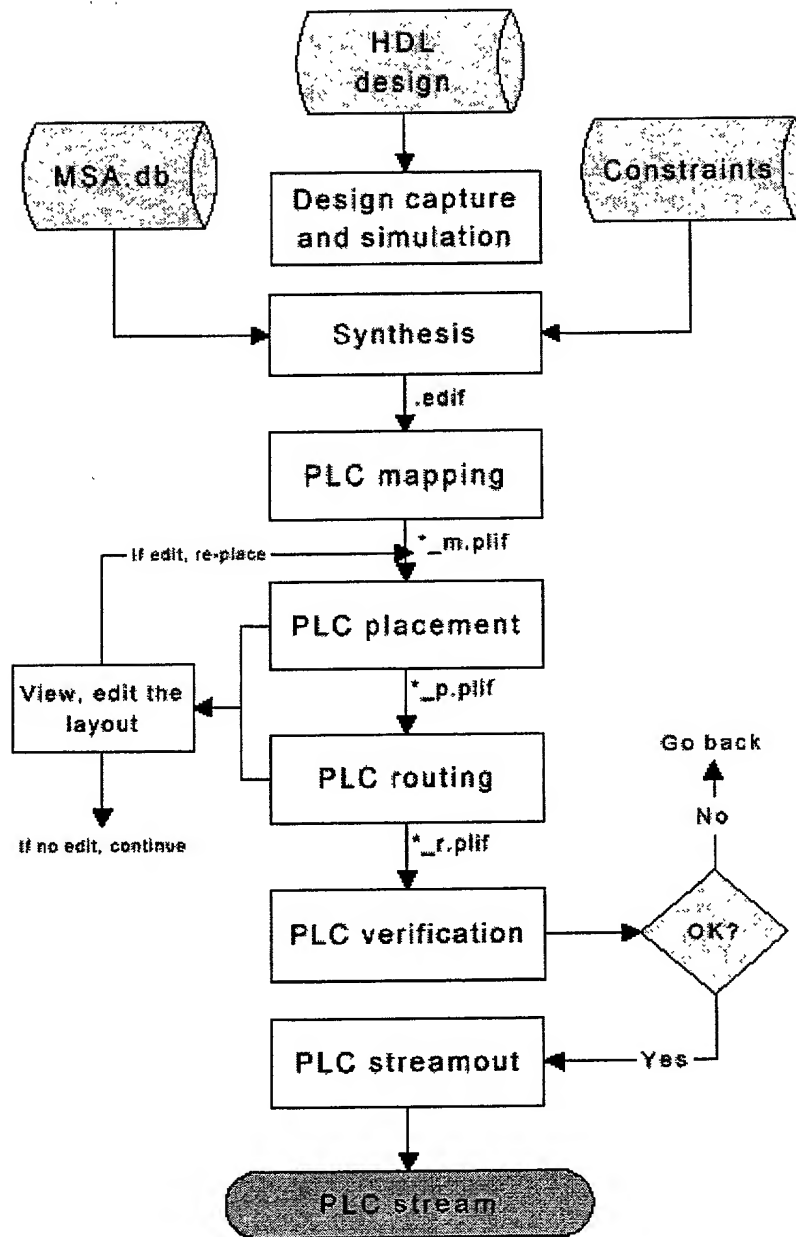 HDL
design
MSA.db
Constraints
Design capture
and simulation
Synthesis
.edif
PLC mapping
If edit, re-place
*_m.plif
PLC placement
View, edit the
layout
*_p.plif
PLC routing
Go back
No
If no edit, continue
*_r.plif
PLC verification
OK?
PLC streamout
Yes
PLC stream